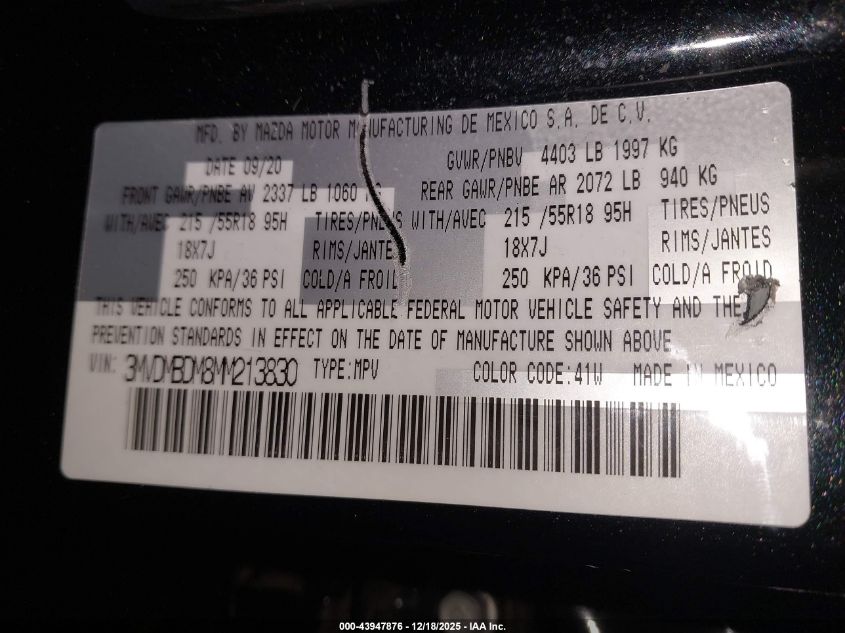 MFD. BY MAZDA MOTOR MANUFACTURING DE MEXICO S.A. DE C.V.
DATE 09/20 GVWR/PNBV 4403 LB 1997 KG
FRONT GAWR/PNBE AV 2337 LB 1060 KG REAR GAWR/PNBE AR 2072 LB 940 KG
WITH/AVEC 215 /55R18 95H TIRES/PNEUS WITH/AVEC 215 /55R18 95H TIRES/PNEUS
18X7J RIMS/JANTES 18X7J RIMS/JANTES
250 KPA/36 PSI COLD/A FROID 250 KPA/36 PSI COLD/A FROID
THIS VEHICLE CONFORMS TO ALL APPLICABLE FEDERAL MOTOR VEHICLE SAFETY AND THE
PREVENTION STANDARDS IN EFFECT ON THE DATE OF MANUFACTURE SHOWN ABOVE
VIN: 3MVDMBDM8MM213830 TYPE:MPV COLOR CODE:41W MADE IN MEXICO
000-43947876 - 12/18/2025 - IAA Inc.